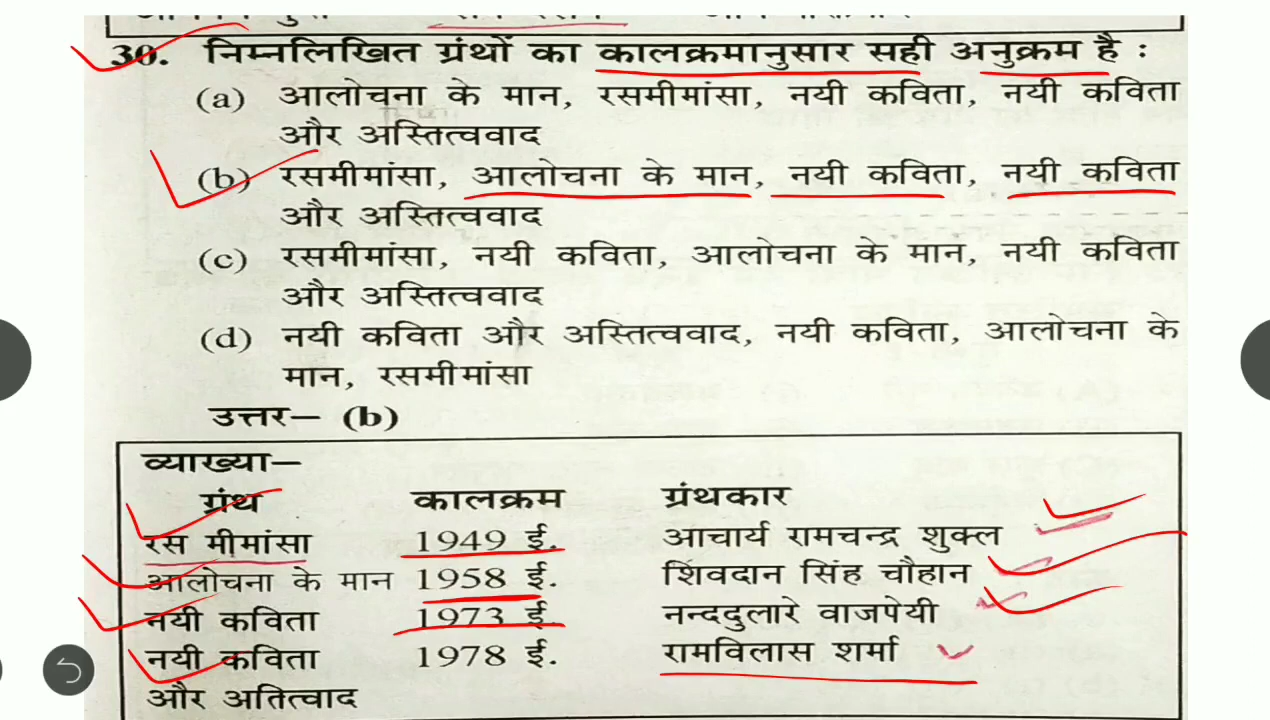 30. निम्नलिखित ग्रंथों का कालक्रमानुसार सही अनुक्रम है :
(a) आलोचना के मान, रसमीमांसा, नयी कविता, नयी कविता
और अस्तित्ववाद
(b) रसमीमांसा, आलोचना के मान, नयी कविता, नयी कविता
और अस्तित्ववाद
(c) रसमीमांसा, नयी कविता, आलोचना के मान, नयी कविता
और अस्तित्ववाद
(d) नयी कविता और अस्तित्ववाद, नयी कविता, आलोचना के
मान, रसमीमांसा
उत्तर– (b)
व्याख्या–
ग्रंथ कालक्रम ग्रंथकार
रस मीमांसा 1949 ई. आचार्य रामचन्द्र शुक्ल
आलोचना के मान 1958 ई. शिवदान सिंह चौहान
नयी कविता 1973 ई. नन्ददुलारे वाजपेयी
नयी कविता 1978 ई. रामविलास शर्मा
और अतित्वाद